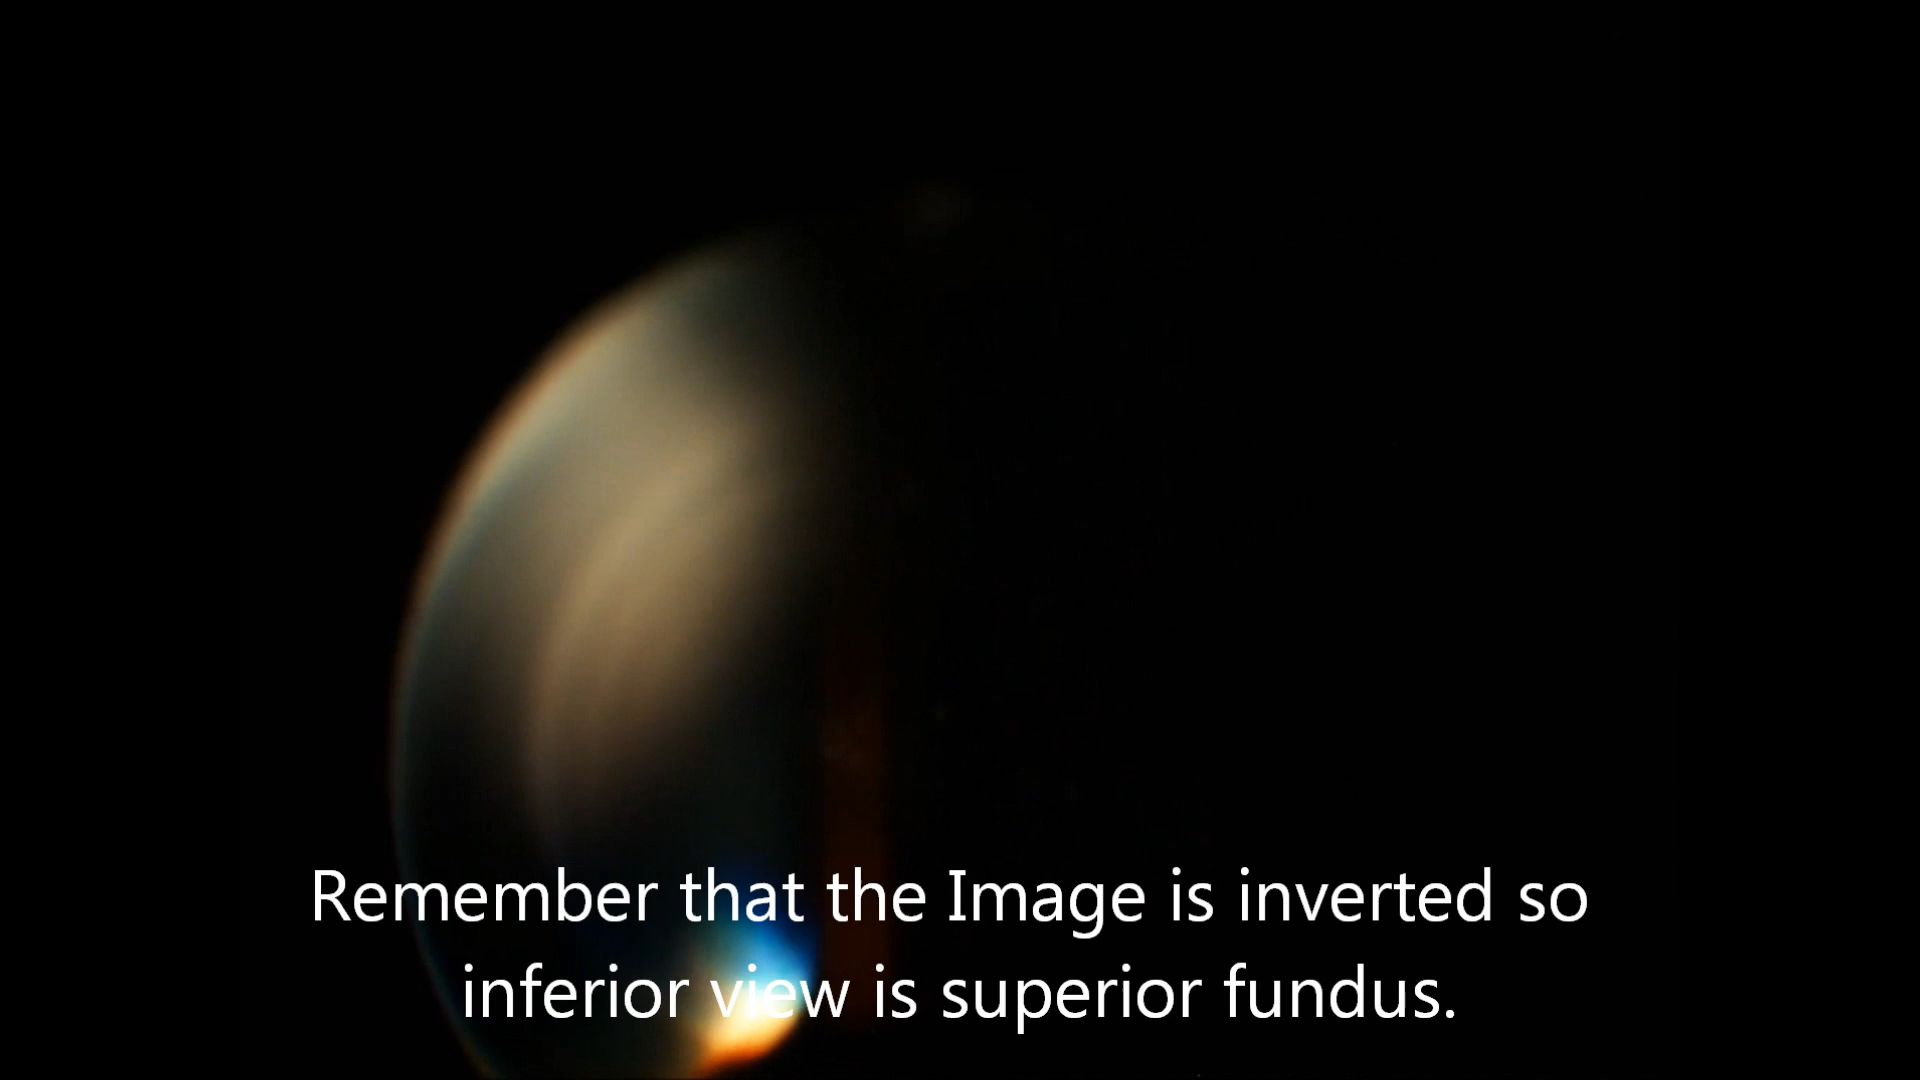 Remember that the Image is inverted so
inferior view is superior fundus.